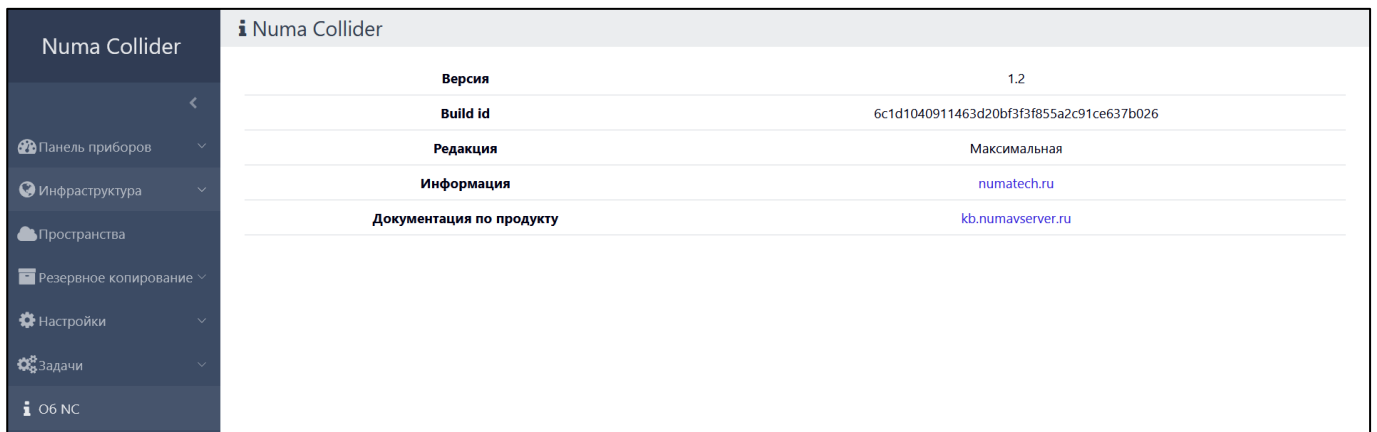 Numa Collider
Панель приборов
Инфраструктура
Пространства
Резервное копирование
Настройки
Задачи
Об NC
Numa Collider
Версия 1.2
Build id 6c1d1040911463d20bf3f3f855a2c91ce637b026
Редакция Максимальная
Информация numatech.ru
Документация по продукту kb.numavserver.ru